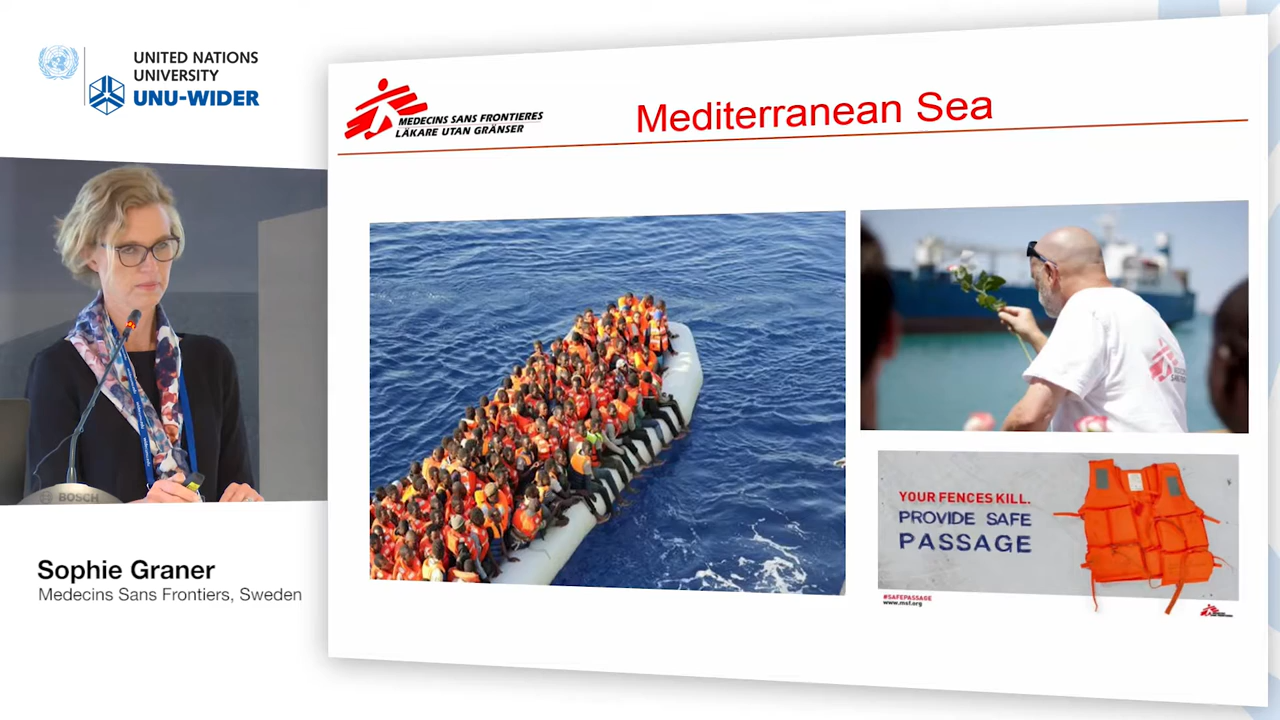 UNITED NATIONS
UNIVERSITY
UNU-WIDER
BOSCH
Sophie Graner
Medecins Sans Frontiers, Sweden
MEDECINS SANS FRONTIERES
LÄKARE UTAN GRÄNSER
Mediterranean Sea
YOUR FENCES KILL.
PROVIDE SAFE
PASSAGE
#SAFEPASSAGE
www.msf.org